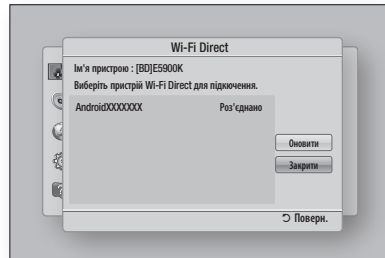 Wi-Fi Direct
Ім'я пристрою : [BD]E5900K
Виберіть пристрій Wi-Fi Direct для підключення.
AndroidXXXXXXX Роз'єднано
Оновити
Закрити
Поверн.